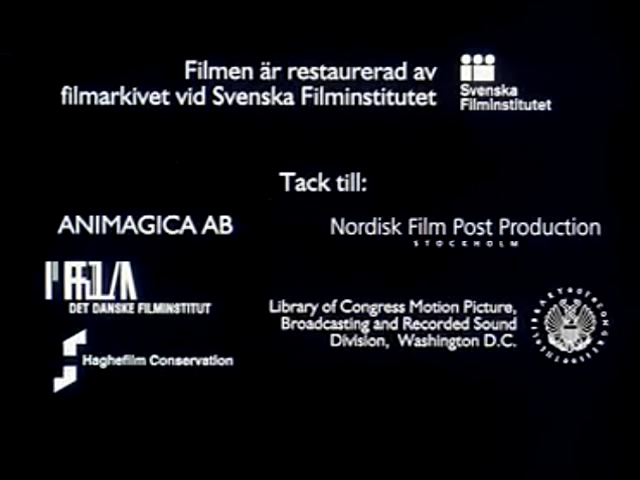 Filmen är restaurerad av
filmarkivet vid Svenska Filminstitutet
Svenska
Filminstitutet
Tack till:
ANIMAGICA AB
Nordisk Film Post Production
STOCKHOLM
DET DANSKE FILMINSTITUT
Library of Congress Motion Picture,
Broadcasting and Recorded Sound
Division, Washington D.C.
Haghefilm Conservation